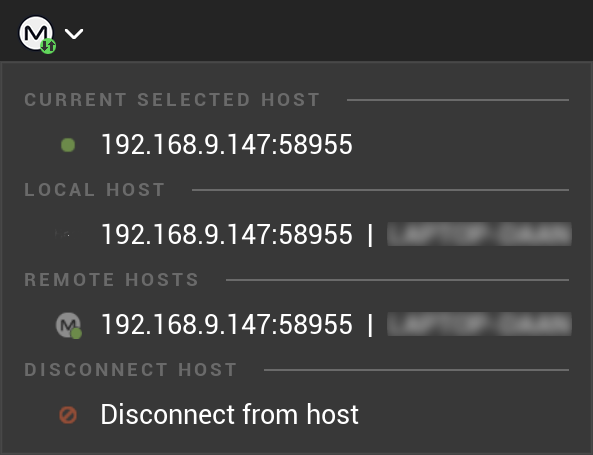 M
CURRENT SELECTED HOST
192.168.9.147:58955
LOCAL HOST
192.168.9.147:58955 |
REMOTE HOSTS
M 192.168.9.147:58955 |
DISCONNECT HOST
Disconnect from host